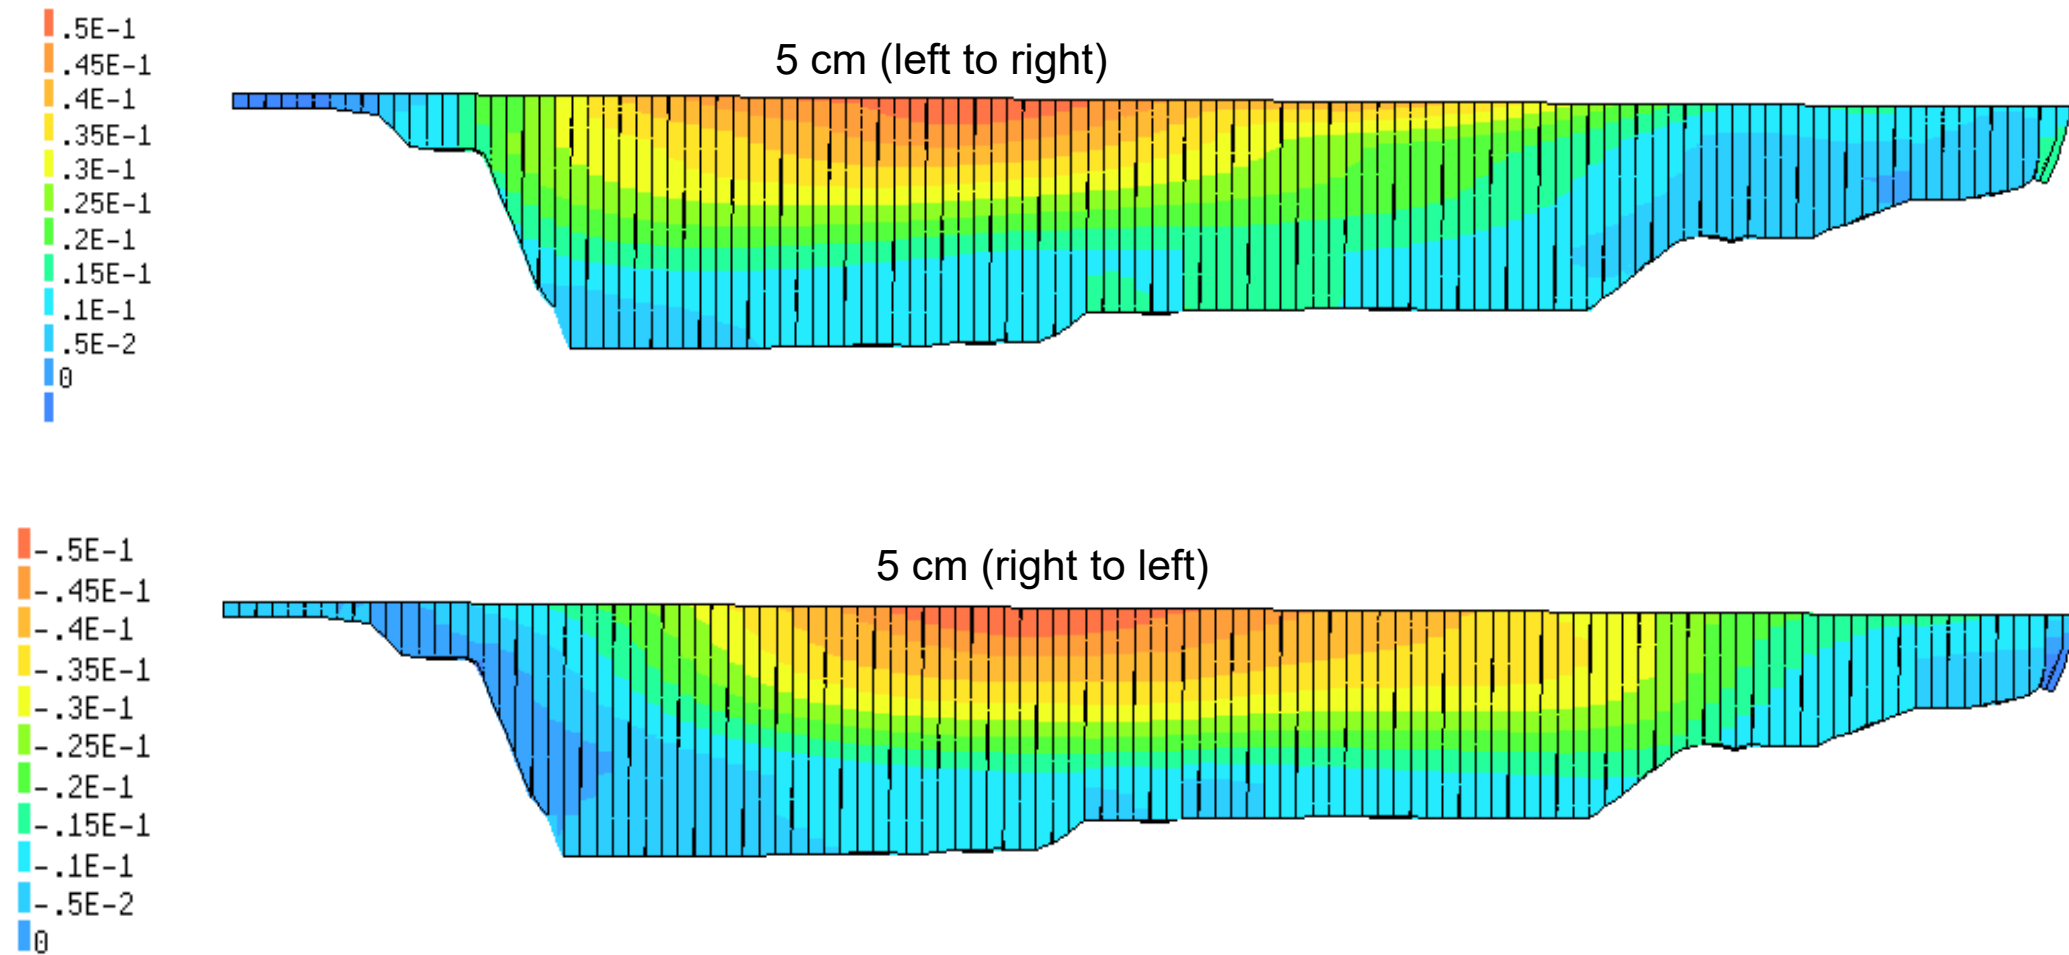 .5E-1
.45E-1
.4E-1
.35E-1
.3E-1
.25E-1
.2E-1
.15E-1
.1E-1
.5E-2
0
5 cm (left to right)
-.5E-1
-.45E-1
-.4E-1
-.35E-1
-.3E-1
-.25E-1
-.2E-1
-.15E-1
-.1E-1
-.5E-2
0
5 cm (right to left)